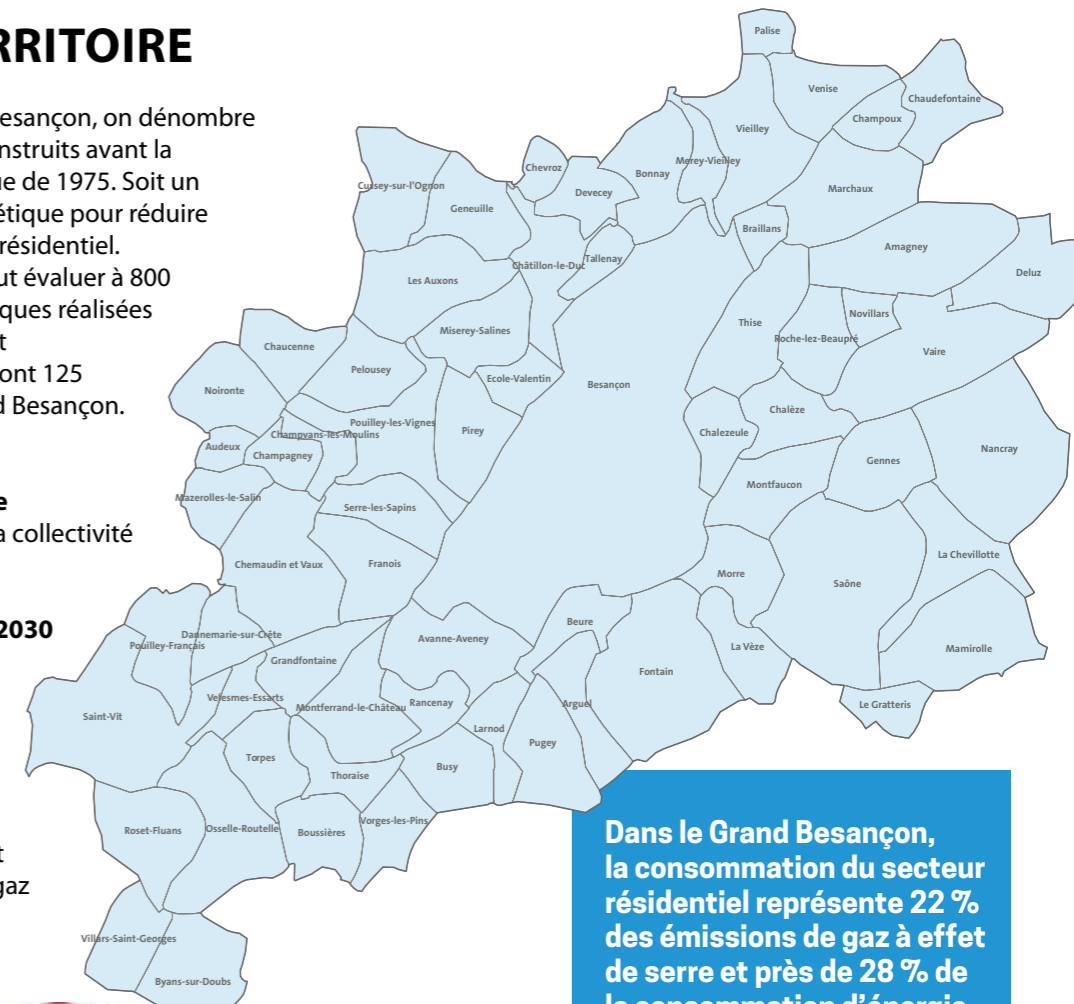 RRITOIRE
esançon, on dénombre
nstruits avant la
ue de 1975. Soit un
étique pour réduire
résidentiel.
ut évaluer à 800
ques réalisées
t
ont 125
d Besançon.
e
a collectivité
2030
t
gaz
Palise
Venise
Chaudefontaine
Champoux
Vieilley
Merey-Vieilley
Bonnay
Chevroz
Devecey
Cussey-sur-l'Ognon
Geneuille
Marchaux
Braillans
Amagney
Deluz
Tallenay
Châtillon-le-Duc
Les Auxons
Miserey-Salines
Thise
Novillars
Roche-lez-Beaupré
Vaire
Chaucenne
Pelousey
Ecole-Valentin
Besançon
Noironte
Chalèze
Pouilley-les-Vignes
Champvans-les-Moulins
Pirey
Chalezeule
Audeux
Champagney
Nancray
Gennes
Montfaucon
Mazerolles-le-Salin
Serre-les-Sapins
La Chevillotte
Chemaudin et Vaux
Franois
Morre
Saône
Beure
Dannemarie-sur-Crête
Pouilley-Français
Avanne-Aveney
La Vèze
Mamirolle
Grandfontaine
Fontain
Velesmes-Essarts
Montferrand-le-Château
Rancenay
Arguel
Le Gratteris
Saint-Vit
Larnod
Pugey
Torpes
Busy
Thoraise
Roset-Fluans
Osselle-Routelle
Boussières
Vorges-les-Pins
Villars-Saint-Georges
Byans-sur-Doubs
Dans le Grand Besançon,
la consommation du secteur
résidentiel représente 22 %
des émissions de gaz à effet
de serre et près de 28 % de
la consommation d'énergie